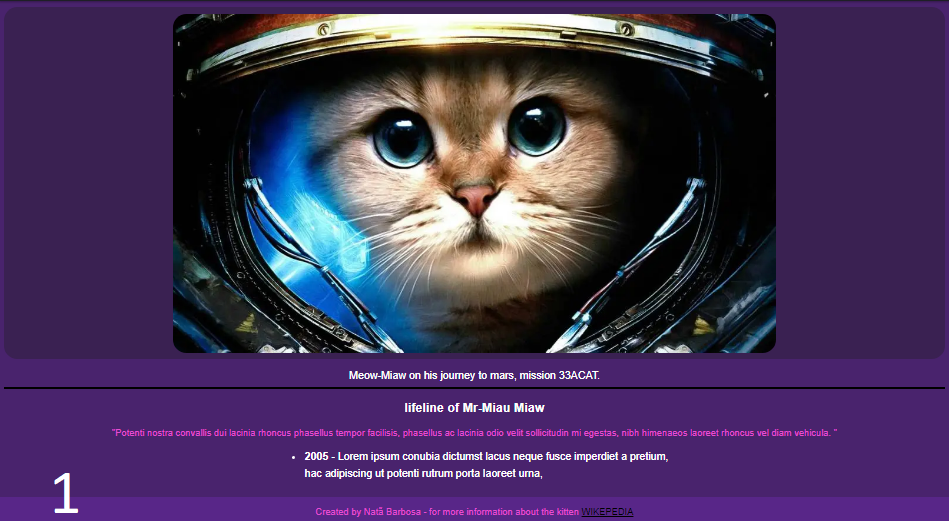 Meow-Miaw on his journey to mars, mission 33ACAT.
lifeline of Mr-Miau Miaw
"Potenti nostra convallis dui lacinia rhoncus phasellus tempor facilisis, phasellus ac lacinia odio velit sollicitudin mi egestas, nibh himenaeos laoreet rhoncus vel diam vehicula. "
• 2005 - Lorem ipsum conubia dictumst lacus neque fusce imperdiet a pretium,
hac adipiscing ut potenti rutrum porta laoreet urna,
1
Created by Natã Barbosa - for more information about the kitten WIKEPEDIA